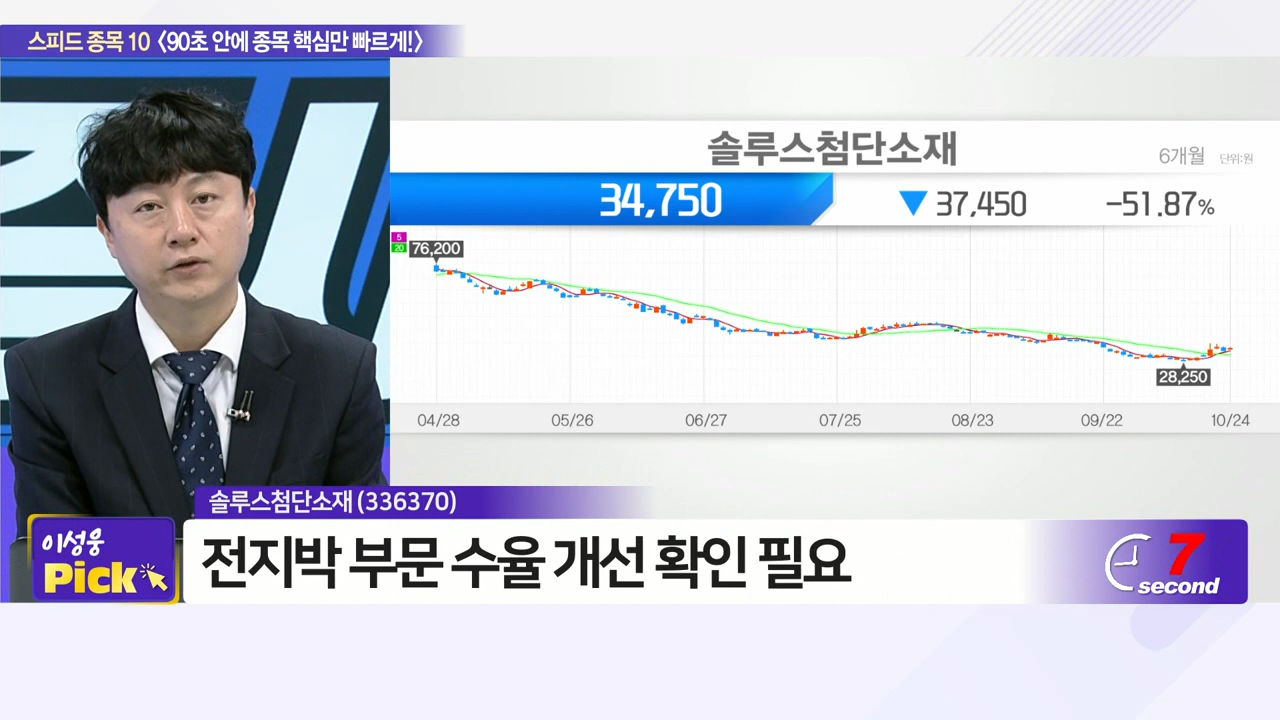 스피드 종목 10 <90초 안에 종목 핵심만 빠르게!>
솔루스첨단소재
6개월 단위:원
34,750 ▼ 37,450 -51.87%
5
20
76,200
28,250
04/28 05/26 06/27 07/25 08/23 09/22 10/24
솔루스첨단소재 (336370)
이성웅
Pick
전지박 부문 수율 개선 확인 필요
7
second